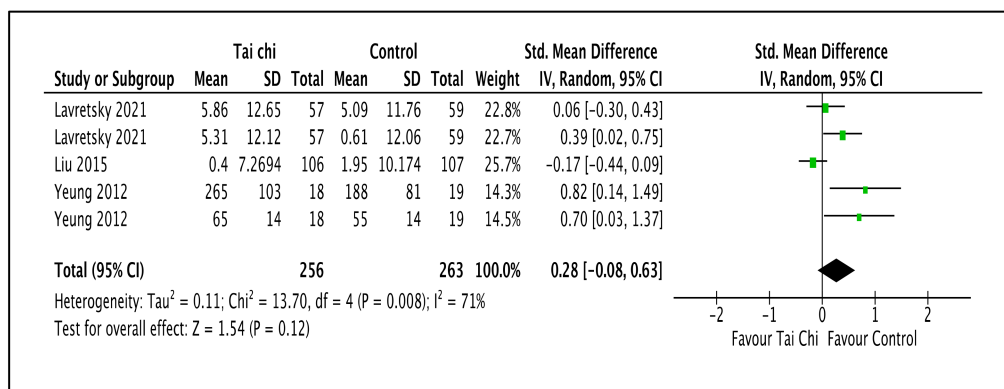 Tai chi Control Std. Mean Difference Std. Mean Difference
Study or Subgroup Mean SD Total Mean SD Total Weight IV, Random, 95% CI IV, Random, 95% CI
Lavretsky 2021 5.86 12.65 57 5.09 11.76 59 22.8% 0.06 [−0.30, 0.43]
Lavretsky 2021 5.31 12.12 57 0.61 12.06 59 22.7% 0.39 [0.02, 0.75]
Liu 2015 0.4 7.2694 106 1.95 10.174 107 25.7% −0.17 [−0.44, 0.09]
Yeung 2012 265 103 18 188 81 19 14.3% 0.82 [0.14, 1.49]
Yeung 2012 65 14 18 55 14 19 14.5% 0.70 [0.03, 1.37]
Total (95% CI) 256 263 100.0% 0.28 [−0.08, 0.63]
Heterogeneity: Tau² = 0.11; Chi² = 13.70, df = 4 (P = 0.008); I² = 71%
Test for overall effect: Z = 1.54 (P = 0.12)
−2 −1 0 1 2
Favour Tai Chi Favour Control